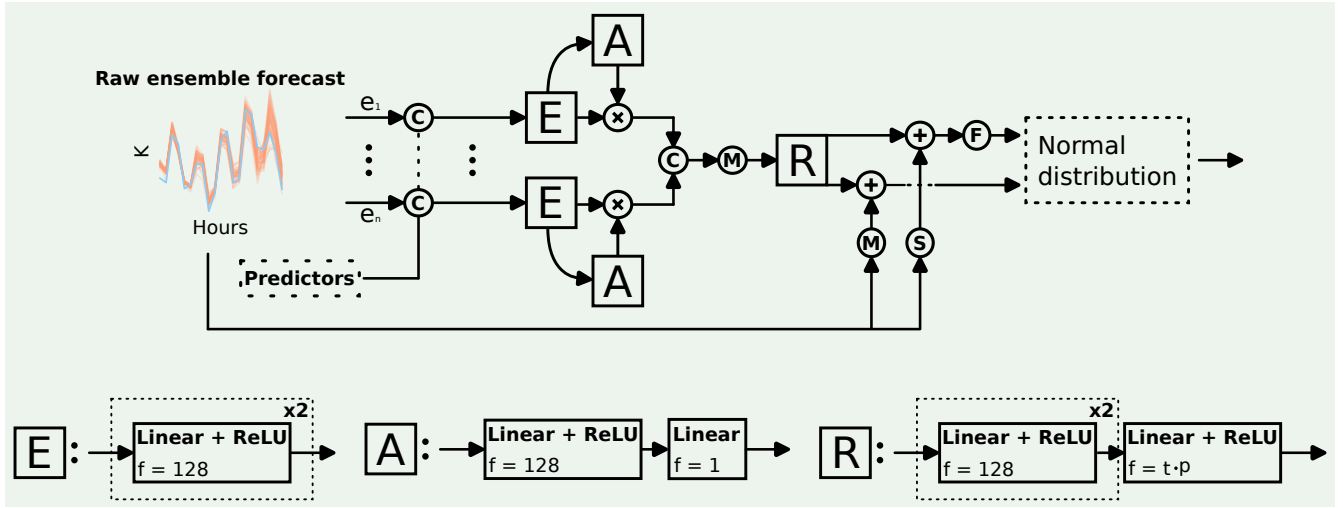 A
Raw ensemble forecast
e₁
C
E
×
+
F
K
C
M
R
Normal
distribution
+
eₙ
C
E
×
Hours
M
S
Predictors
A
x2
x2
E:
Linear + ReLU
f = 128
A:
Linear + ReLU
f = 128
Linear
f = 1
R:
Linear + ReLU
f = 128
Linear + ReLU
f = t·p